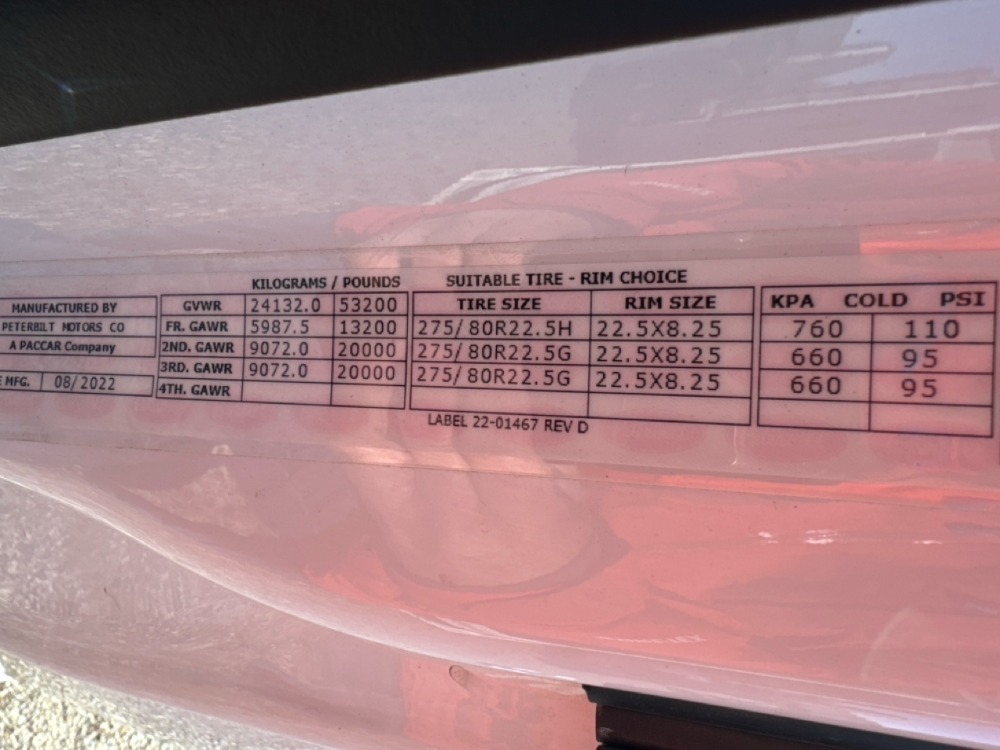 KILOGRAMS / POUNDS SUITABLE TIRE - RIM CHOICE
MANUFACTURED BY GVWR 24132.0 53200 TIRE SIZE RIM SIZE KPA COLD PSI
PETERBILT MOTORS CO FR. GAWR 5987.5 13200 275/80R22.5H 22.5X8.25 760 110
A PACCAR Company 2ND. GAWR 9072.0 20000 275/80R22.5G 22.5X8.25 660 95
3RD. GAWR 9072.0 20000 275/80R22.5G 22.5X8.25 660 95
E MFG. 08/2022 4TH. GAWR
LABEL 22-01467 REV D